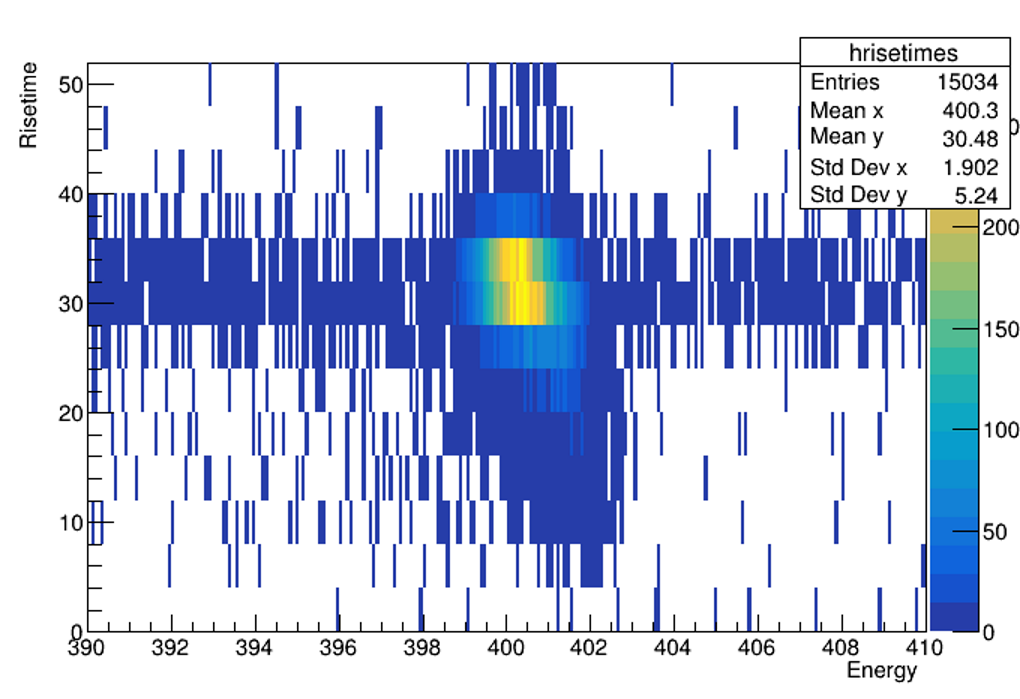 hrisetimes
Entries 15034
Mean x 400.3
Mean y 30.48
Std Dev x 1.902
Std Dev y 5.24
Risetime
50
40
30
20
10
0
390 392 394 396 398 400 402 404 406 408 410
Energy
200
150
100
50
0